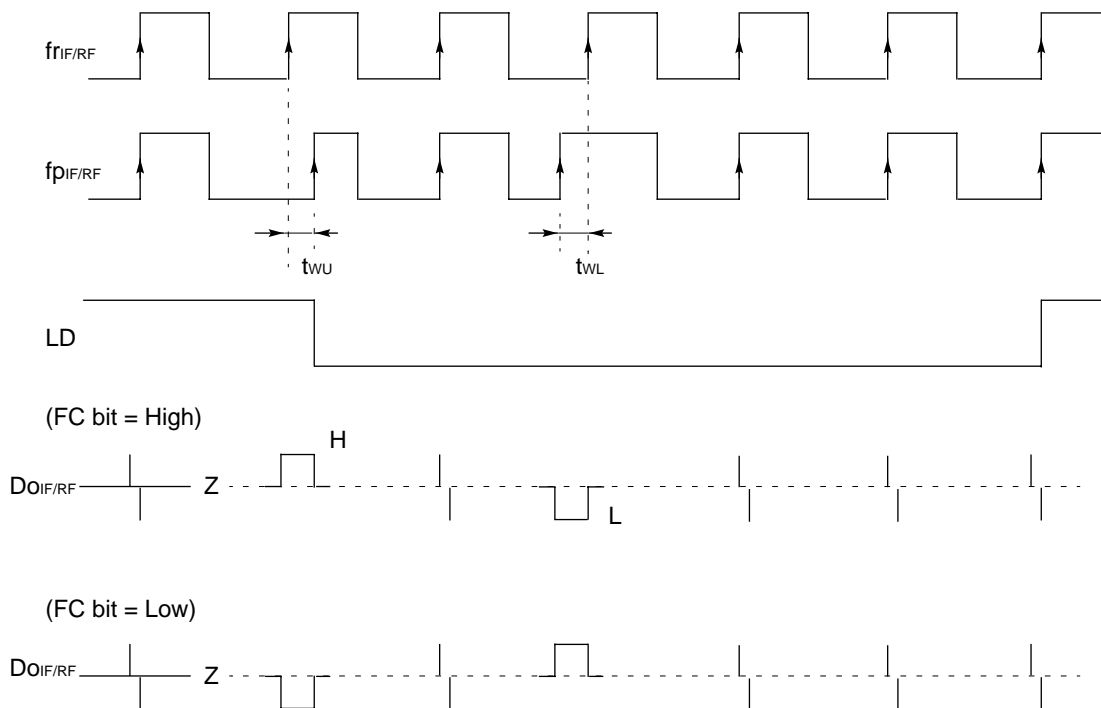 frIF/RF
fpIF/RF
tWU
tWL
LD
(FC bit = High)
H
DoIF/RF
Z
L
(FC bit = Low)
DoIF/RF
Z